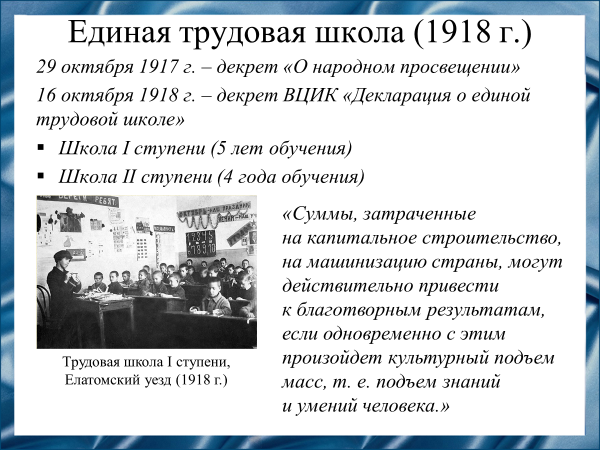 Единая трудовая школа (1918 г.)
29 октября 1917 г. – декрет «О народном просвещении»
16 октября 1918 г. – декрет ВЦИК «Декларация о единой
трудовой школе»
▪ Школа I ступени (5 лет обучения)
▪ Школа II ступени (4 года обучения)
«Суммы, затраченные
на капитальное строительство,
на машинизацию страны, могут
действительно привести
к благотворным результатам,
если одновременно с этим
произойдет культурный подъем
масс, т. е. подъем знаний
и умений человека.»
Трудовая школа I ступени,
Елатомский уезд (1918 г.)